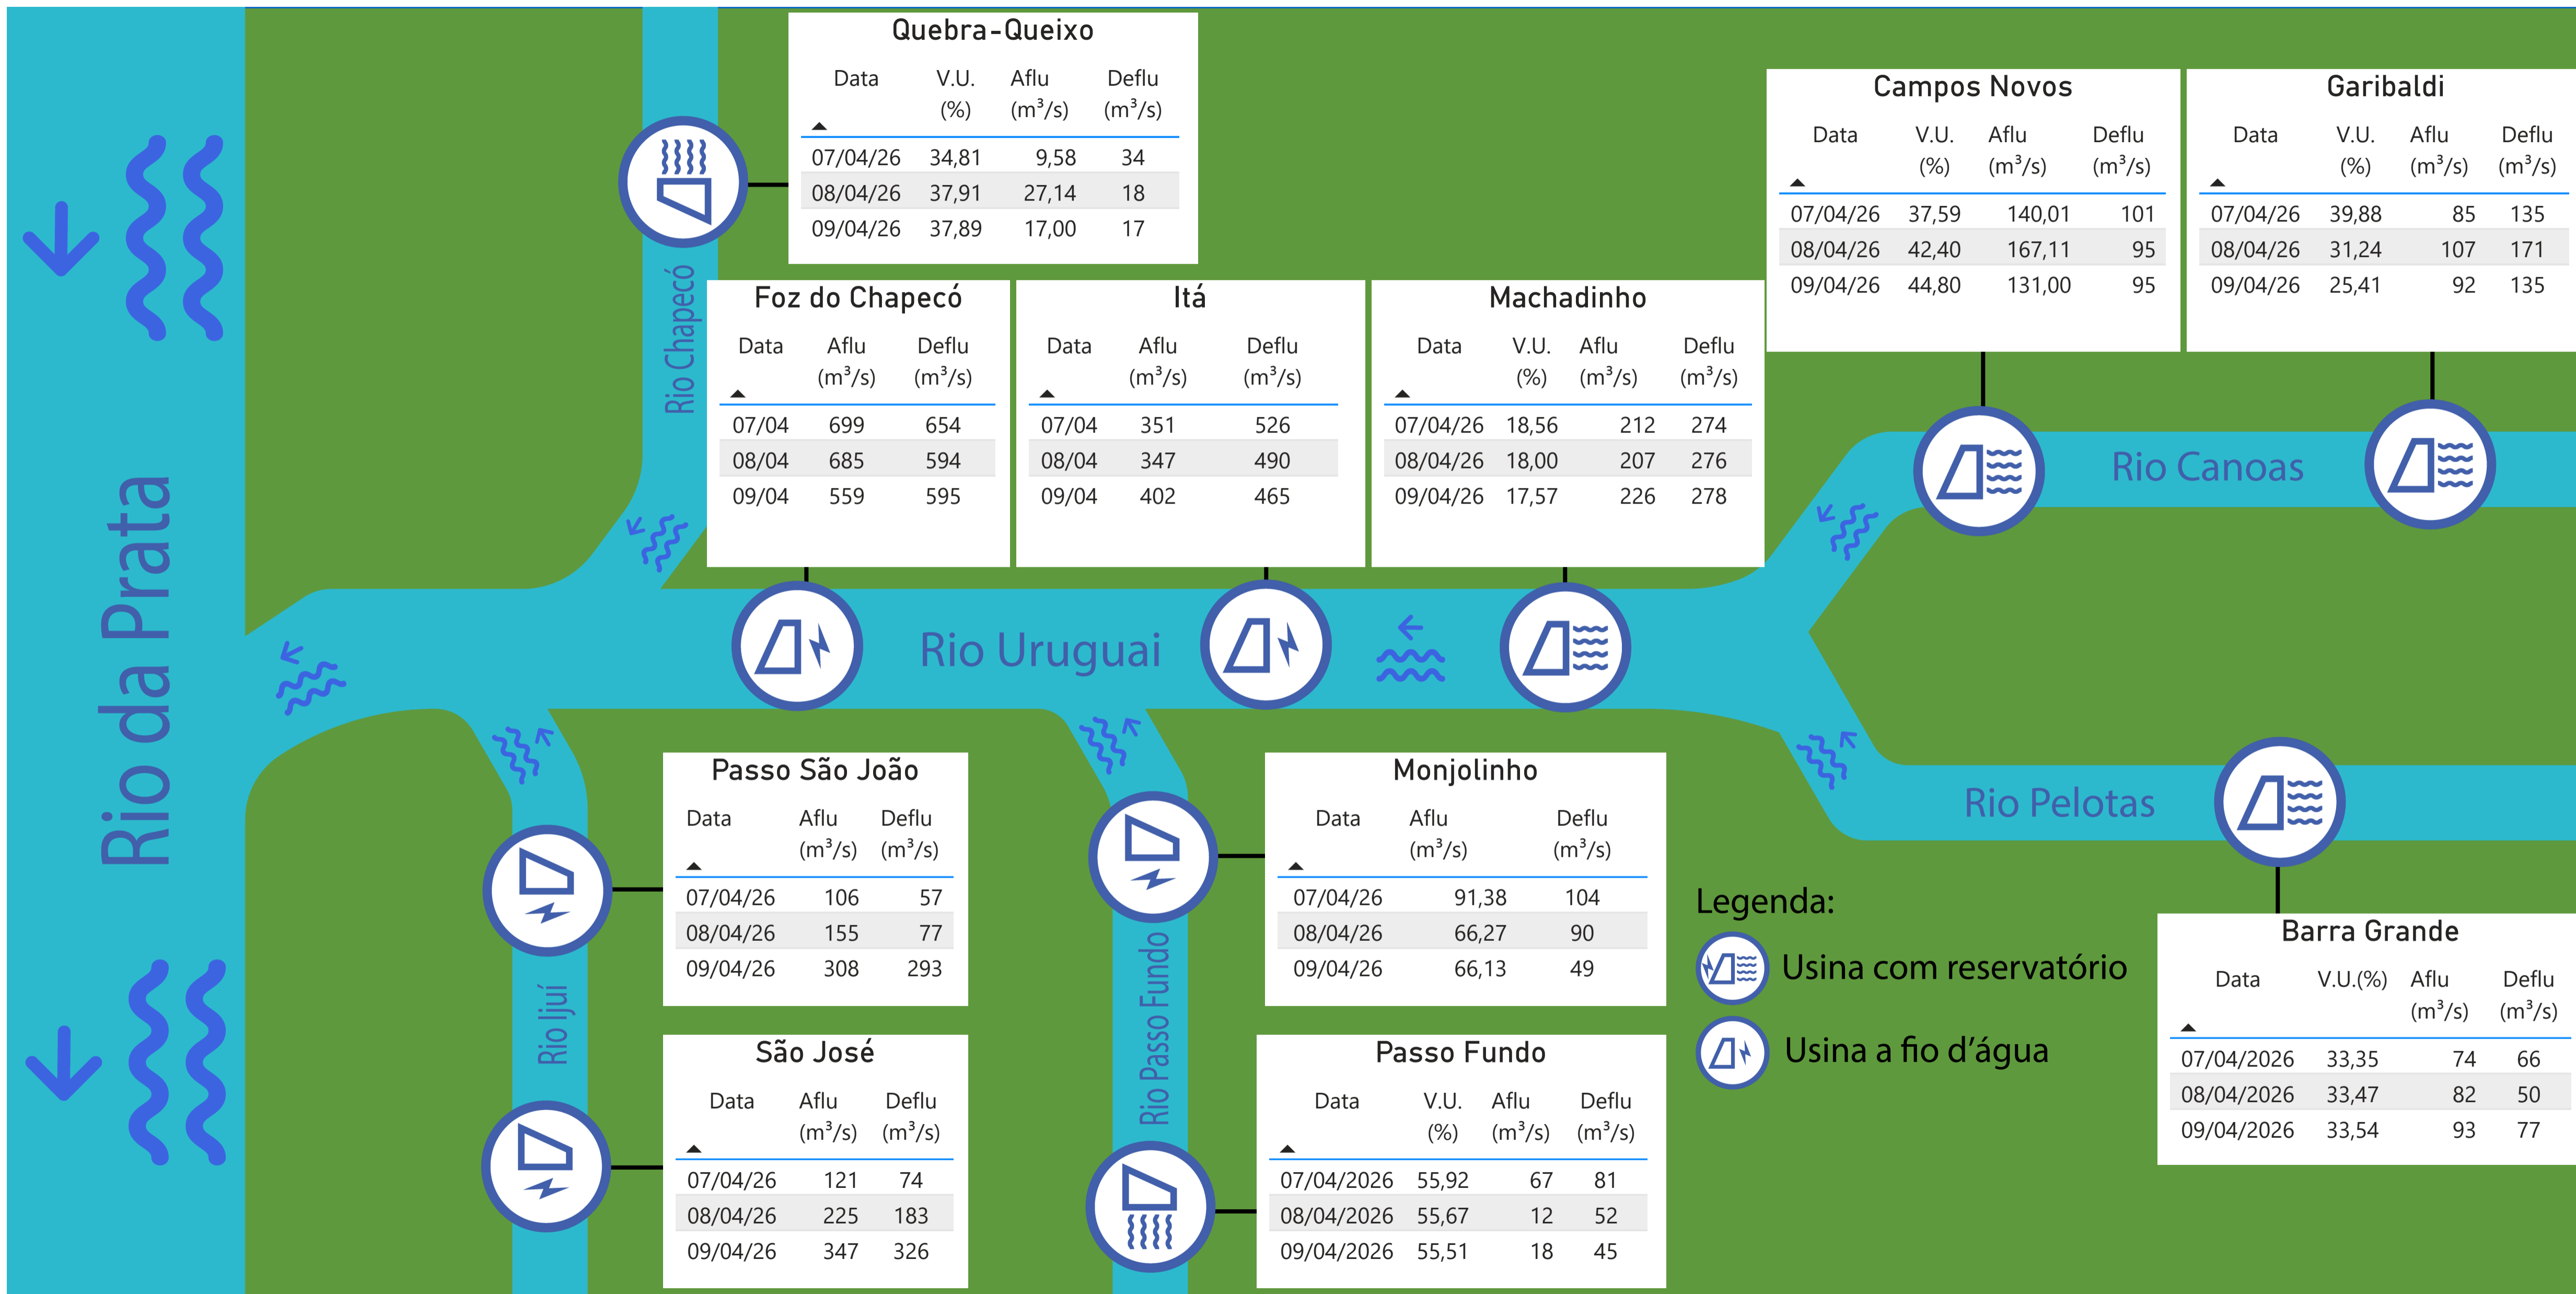 Quebra-Queixo
Data V.U. Aflu Deflu
(%) (m³/s) (m³/s)
07/04/26 34,81 9,58 34
08/04/26 37,91 27,14 18
09/04/26 37,89 17,00 17
Campos Novos
Data V.U. Aflu Deflu
(%) (m³/s) (m³/s)
07/04/26 37,59 140,01 101
08/04/26 42,40 167,11 95
09/04/26 44,80 131,00 95
Garibaldi
Data V.U. Aflu Deflu
(%) (m³/s) (m³/s)
07/04/26 39,88 85 135
08/04/26 31,24 107 171
09/04/26 25,41 92 135
Rio Chapecó
Foz do Chapecó
Data Aflu Deflu
(m³/s) (m³/s)
07/04 699 654
08/04 685 594
09/04 559 595
Itá
Data Aflu Deflu
(m³/s) (m³/s)
07/04 351 526
08/04 347 490
09/04 402 465
Machadinho
Data V.U. Aflu Deflu
(%) (m³/s) (m³/s)
07/04/26 18,56 212 274
08/04/26 18,00 207 276
09/04/26 17,57 226 278
Rio Canoas
Rio da Prata
Rio Uruguai
Rio Pelotas
Passo São João
Data Aflu Deflu
(m³/s) (m³/s)
07/04/26 106 57
08/04/26 155 77
09/04/26 308 293
Monjolinho
Data Aflu Deflu
(m³/s) (m³/s)
07/04/26 91,38 104
08/04/26 66,27 90
09/04/26 66,13 49
Legenda:
Usina com reservatório
Usina a fio d'água
Barra Grande
Data V.U.(%) Aflu Deflu
(m³/s) (m³/s)
07/04/2026 33,35 74 66
08/04/2026 33,47 82 50
09/04/2026 33,54 93 77
Rio Ijuí
São José
Data Aflu Deflu
(m³/s) (m³/s)
07/04/26 121 74
08/04/26 225 183
09/04/26 347 326
Rio Passo Fundo
Passo Fundo
Data V.U. Aflu Deflu
(%) (m³/s) (m³/s)
07/04/2026 55,92 67 81
08/04/2026 55,67 12 52
09/04/2026 55,51 18 45